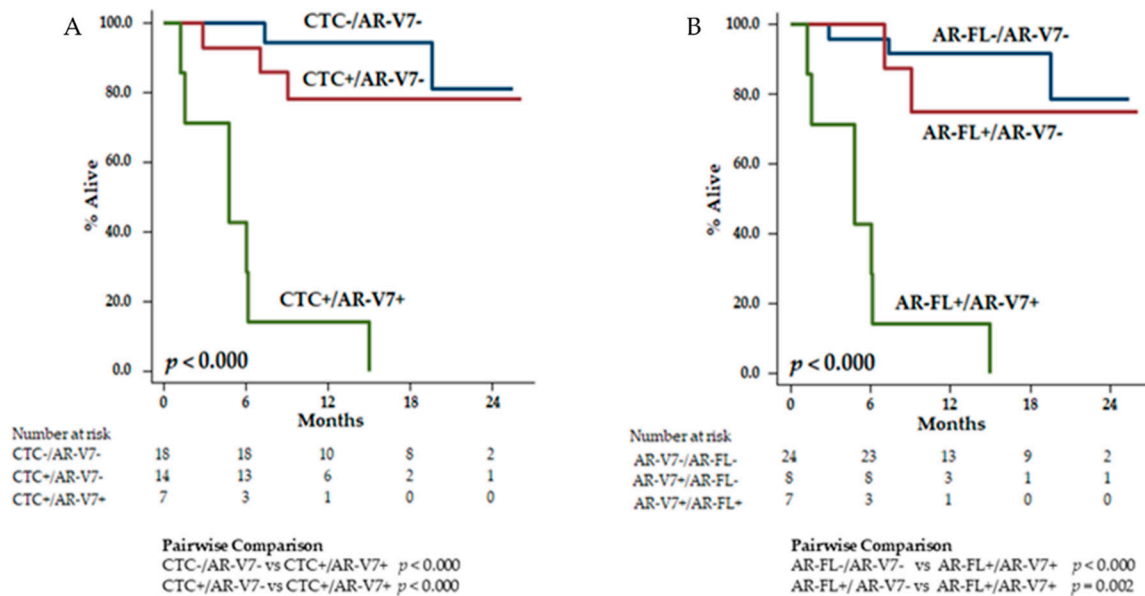 A
100.0
80.0
60.0
40.0
20.0
0.0
% Alive
CTC-/AR-V7-
CTC+/AR-V7-
CTC+/AR-V7+
p < 0.000
0 6 12 18 24
Months
Number at risk
CTC-/AR-V7- 18 18 10 8 2
CTC+/AR-V7- 14 13 6 2 1
CTC+/AR-V7+ 7 3 1 0 0
Pairwise Comparison
CTC-/AR-V7- vs CTC+/AR-V7+ p < 0.000
CTC+/AR-V7- vs CTC+/AR-V7+ p < 0.000
B
100.0
80.0
60.0
40.0
20.0
0.0
% Alive
AR-FL-/AR-V7-
AR-FL+/AR-V7-
AR-FL+/AR-V7+
p < 0.000
0 6 12 18 24
Months
Number at risk
AR-V7-/AR-FL- 24 23 13 9 2
AR-V7+/AR-FL- 8 8 3 1 1
AR-V7+/AR-FL+ 7 3 1 0 0
Pairwise Comparison
AR-FL-/AR-V7- vs AR-FL+/AR-V7+ p < 0.000
AR-FL+/ AR-V7- vs AR-FL+/AR-V7+ p = 0.002